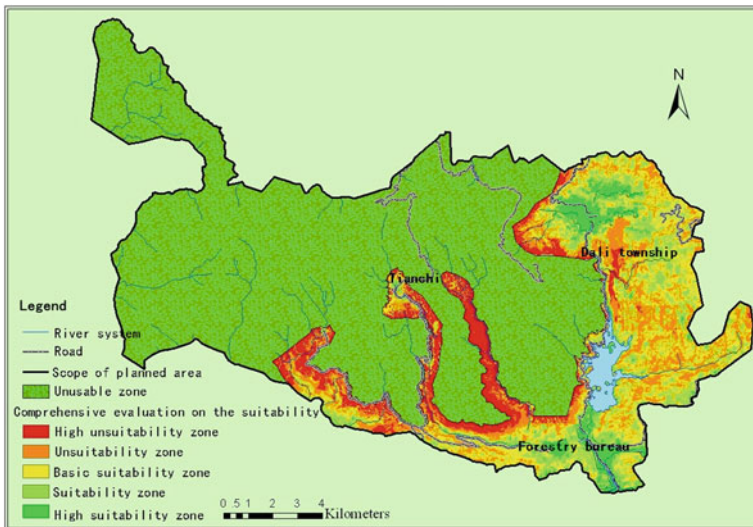 N
Dali township
Tianchi
Legend
River system
Road
Scope of planned area
Unusable zone
Comprehensive evaluation on the suitability
High unsuitability zone
Unsuitability zone
Basic suitability zone
Suitability zone
High suitability zone
Forestry bureau
0 .5 1 2 3 4
Kilometers